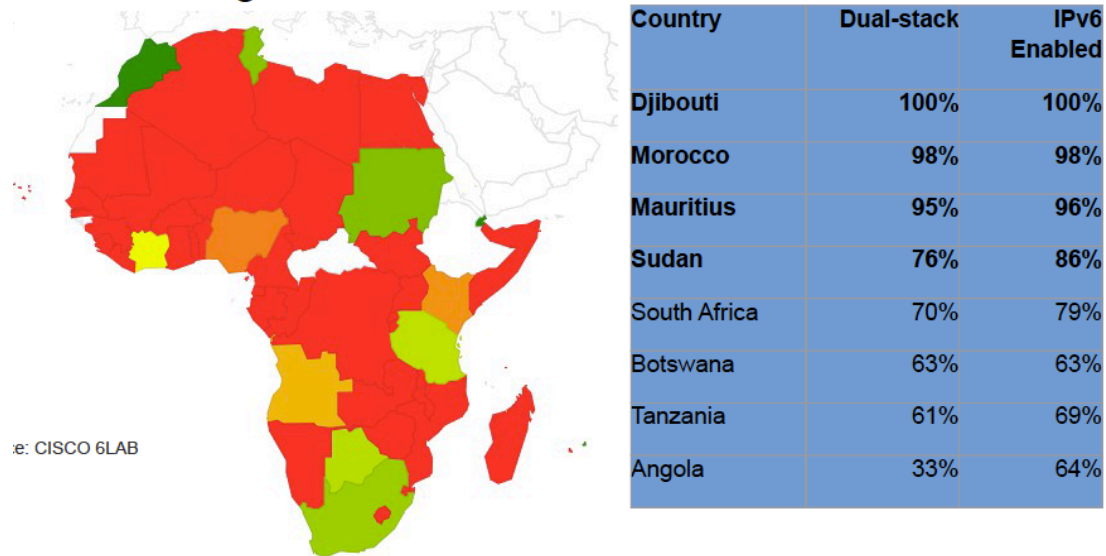 e: CISCO 6LAB
Country Dual-stack IPv6
Enabled
Djibouti 100% 100%
Morocco 98% 98%
Mauritius 95% 96%
Sudan 76% 86%
South Africa 70% 79%
Botswana 63% 63%
Tanzania 61% 69%
Angola 33% 64%